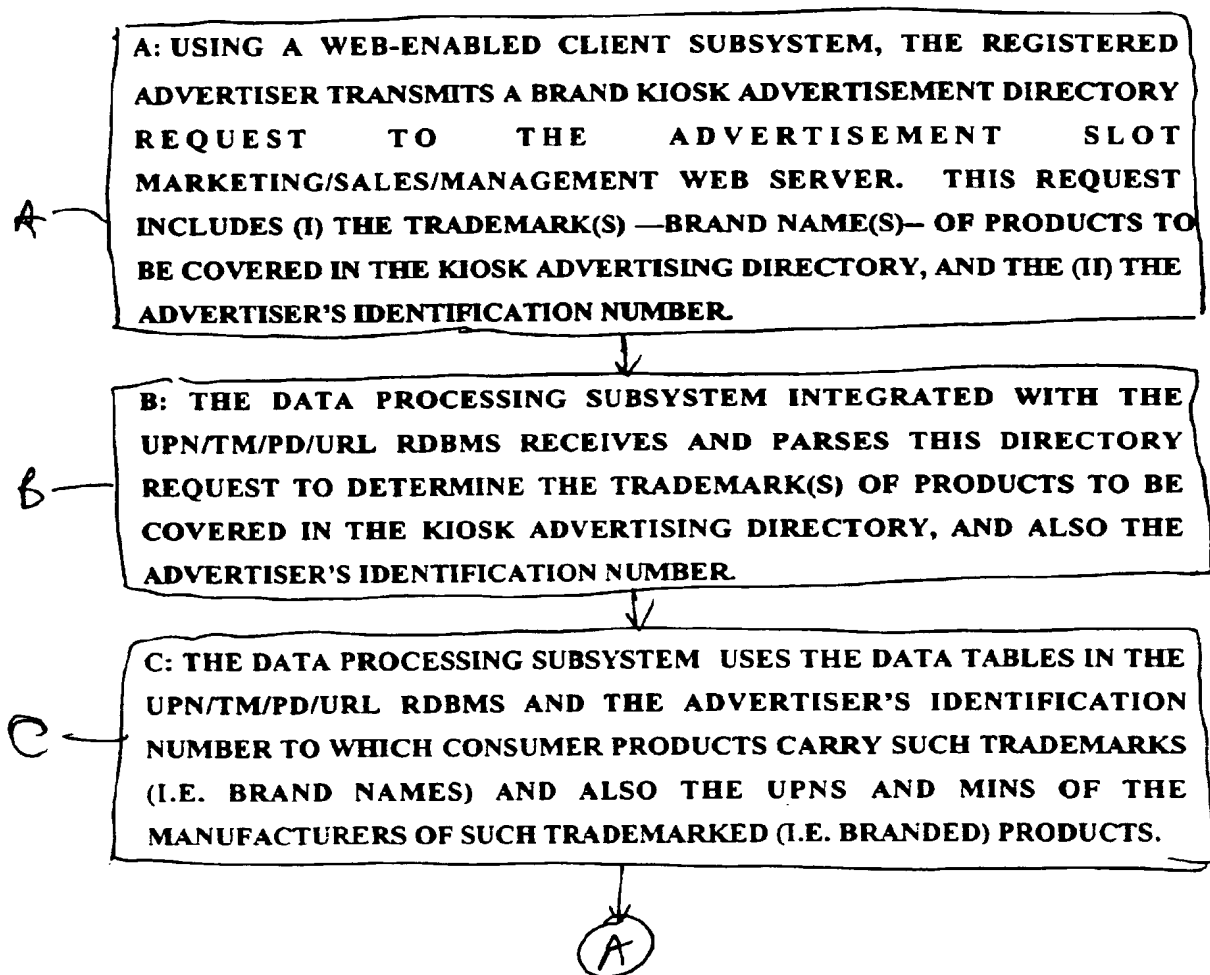 A: USING A WEB-ENABLED CLIENT SUBSYSTEM, THE REGISTERED
ADVERTISER TRANSMITS A BRAND KIOSK ADVERTISEMENT DIRECTORY
REQUEST TO THE ADVERTISEMENT SLOT
MARKETING/SALES/MANAGEMENT WEB SERVER. THIS REQUEST
A
INCLUDES (I) THE TRADEMARK(S) —BRAND NAME(S)– OF PRODUCTS TO
BE COVERED IN THE KIOSK ADVERTISING DIRECTORY, AND THE (II) THE
ADVERTISER'S IDENTIFICATION NUMBER.
B: THE DATA PROCESSING SUBSYSTEM INTEGRATED WITH THE
UPN/TM/PD/URL RDBMS RECEIVES AND PARSES THIS DIRECTORY
B
REQUEST TO DETERMINE THE TRADEMARK(S) OF PRODUCTS TO BE
COVERED IN THE KIOSK ADVERTISING DIRECTORY, AND ALSO THE
ADVERTISER'S IDENTIFICATION NUMBER.
C: THE DATA PROCESSING SUBSYSTEM USES THE DATA TABLES IN THE
UPN/TM/PD/URL RDBMS AND THE ADVERTISER'S IDENTIFICATION
C
NUMBER TO WHICH CONSUMER PRODUCTS CARRY SUCH TRADEMARKS
(I.E. BRAND NAMES) AND ALSO THE UPNS AND MINS OF THE
MANUFACTURERS OF SUCH TRADEMARKED (I.E. BRANDED) PRODUCTS.
A